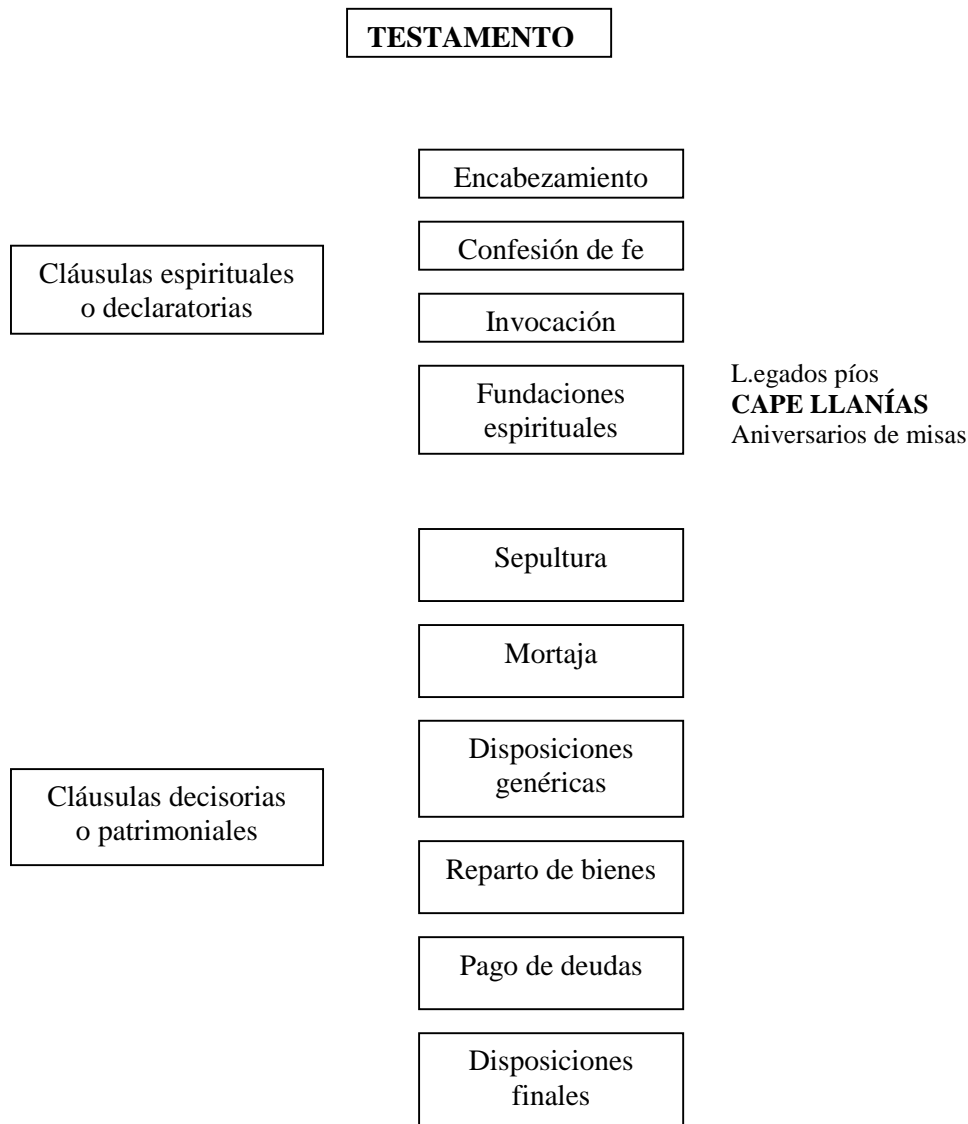 TESTAMENTO
Cláusulas espirituales
o declaratorias
Encabezamiento
Confesión de fe
Invocación
Fundaciones
espirituales
L.egados píos
CAPE LLANÍAS
Aniversarios de misas
Cláusulas decisorias
o patrimoniales
Sepultura
Mortaja
Disposiciones
genéricas
Reparto de bienes
Pago de deudas
Disposiciones
finales